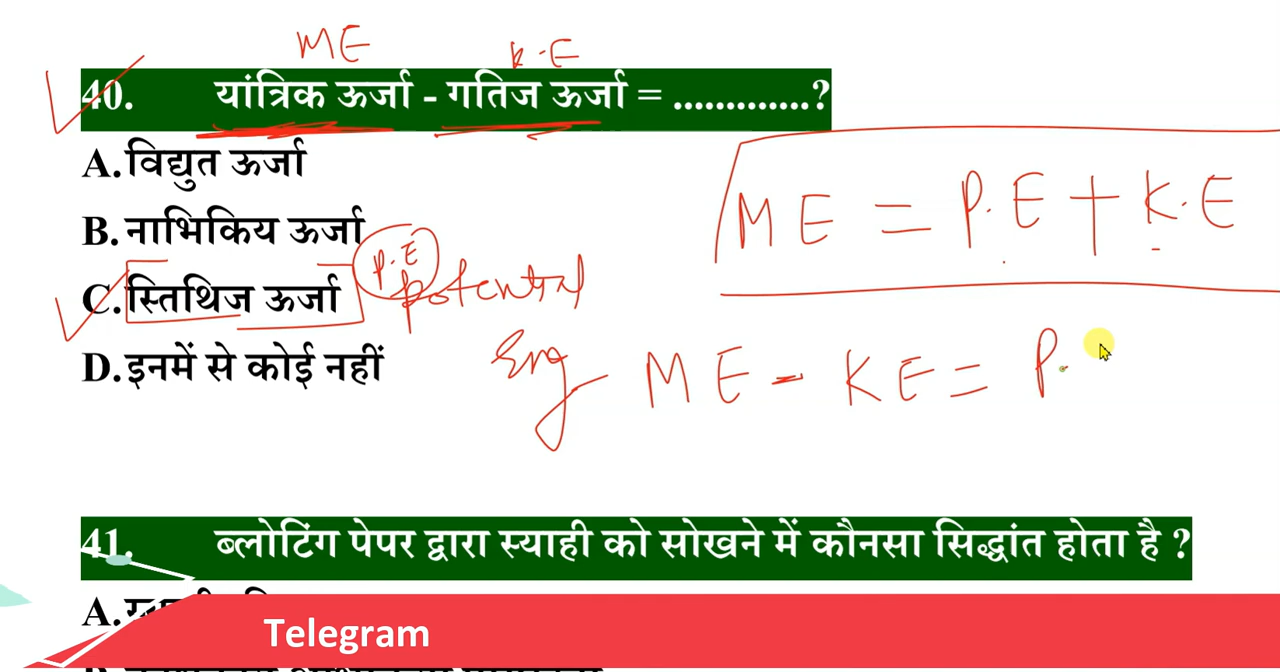 ME K.E
40. यांत्रिक ऊर्जा - गतिज ऊर्जा = .............?
A.विद्युत ऊर्जा
B.नाभिकिय ऊर्जा
C.स्तिथिज ऊर्जा P.E Potential
D.इनमें से कोई नहीं Erg
ME = P.E + K.E
ME - KE = P.
41. ब्लोटिंग पेपर द्वारा स्याही को सोखने में कौनसा सिद्धांत होता है ?
A.
Telegram